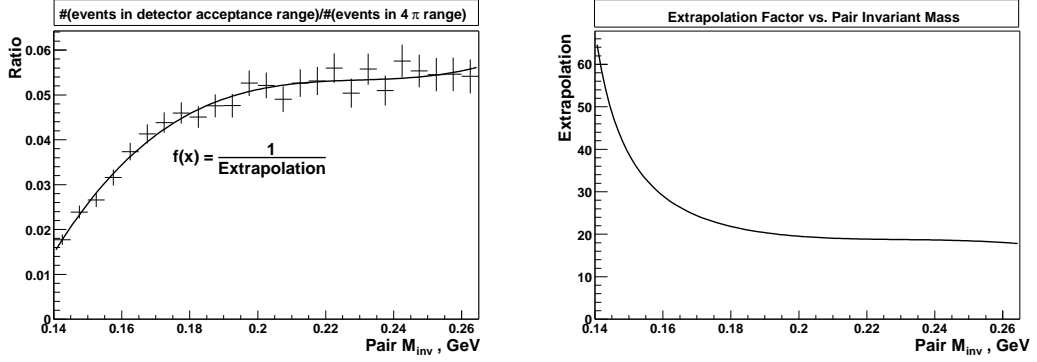 #(events in detector acceptance range)/#(events in 4 π range)
Ratio
0.06
0.05
0.04
0.03
0.02
0.01
0
f(x) = 1
Extrapolation
0.14 0.16 0.18 0.2 0.22 0.24 0.26
Pair M_inv , GeV
Extrapolation Factor vs. Pair Invariant Mass
Extrapolation
60
50
40
30
20
10
0
0.14 0.16 0.18 0.2 0.22 0.24 0.26
Pair M_inv , GeV